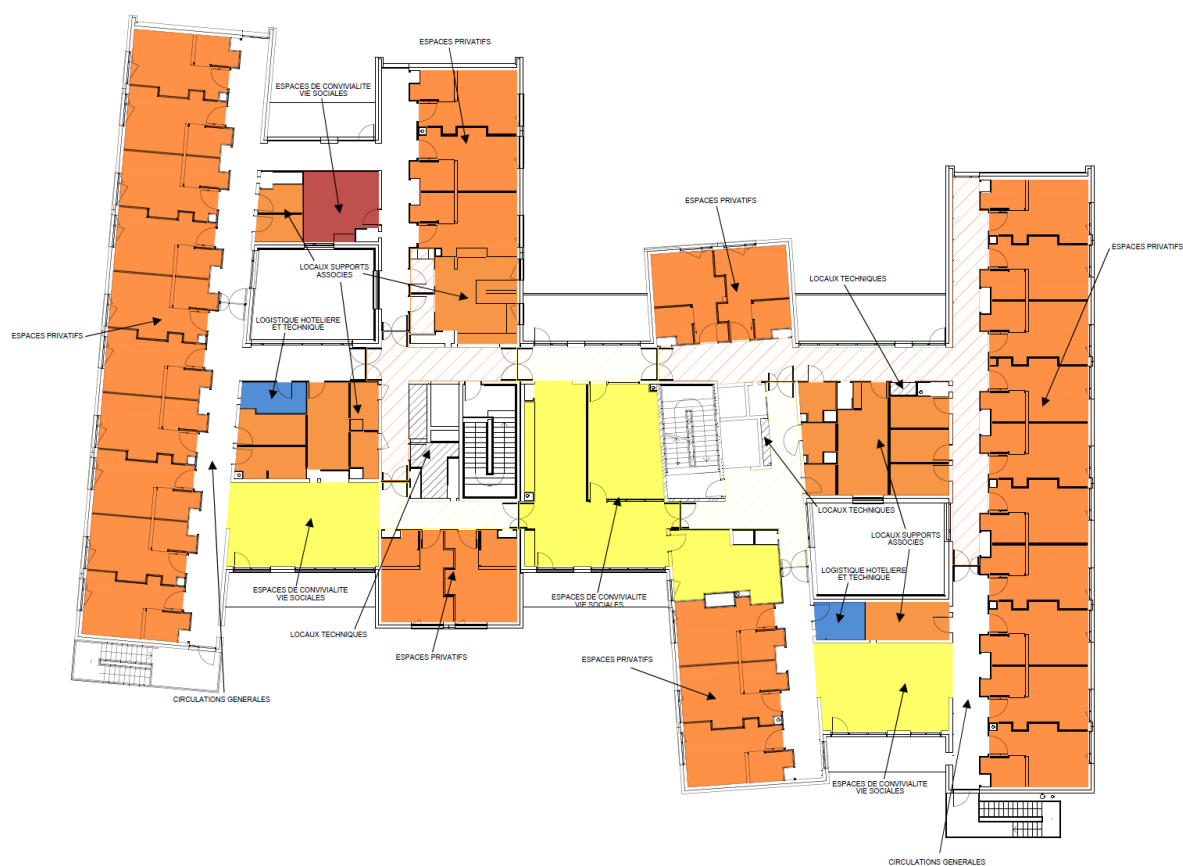 ESPACES PRIVATIFS
ESPACES DE CONVIVIALITE
VIE SOCIALES
ESPACES PRIVATIFS
ESPACES PRIVATIFS
LOCAUX SUPPORTS
ASSOCIES
LOCAUX TECHNIQUES
LOGISTIQUE HOTELIERE
ET TECHNIQUE
ESPACES PRIVATIFS
LOCAUX TECHNIQUES
LOCAUX SUPPORTS
ASSOCIES
LOGISTIQUE HOTELIERE
ET TECHNIQUE
ESPACES DE CONVIVIALITE
VIE SOCIALES
ESPACES DE CONVIVIALITE
VIE SOCIALES
LOCAUX TECHNIQUES
ESPACES PRIVATIFS
ESPACES PRIVATIFS
CIRCULATIONS GENERALES
ESPACES DE CONVIVIALITE
VIE SOCIALES
CIRCULATIONS GENERALES